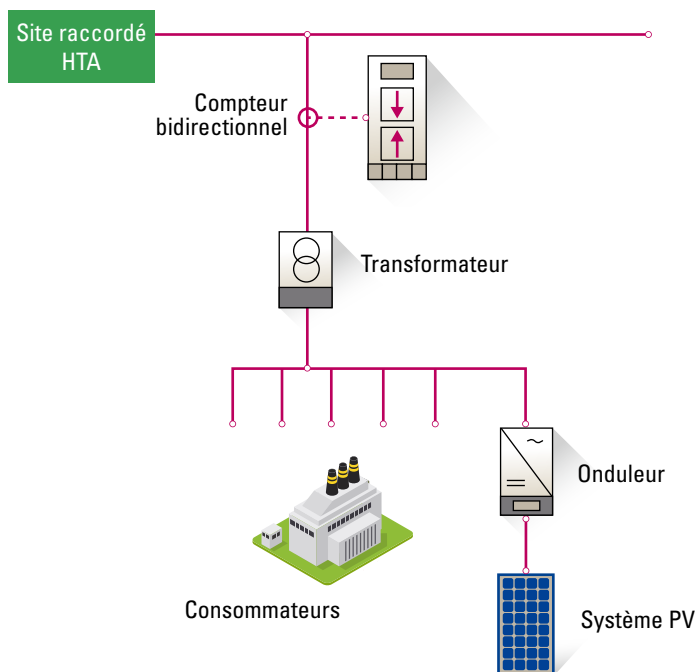 Site raccordé
HTA
Compteur
bidirectionnel
Transformateur
Onduleur
Consommateurs
Système PV